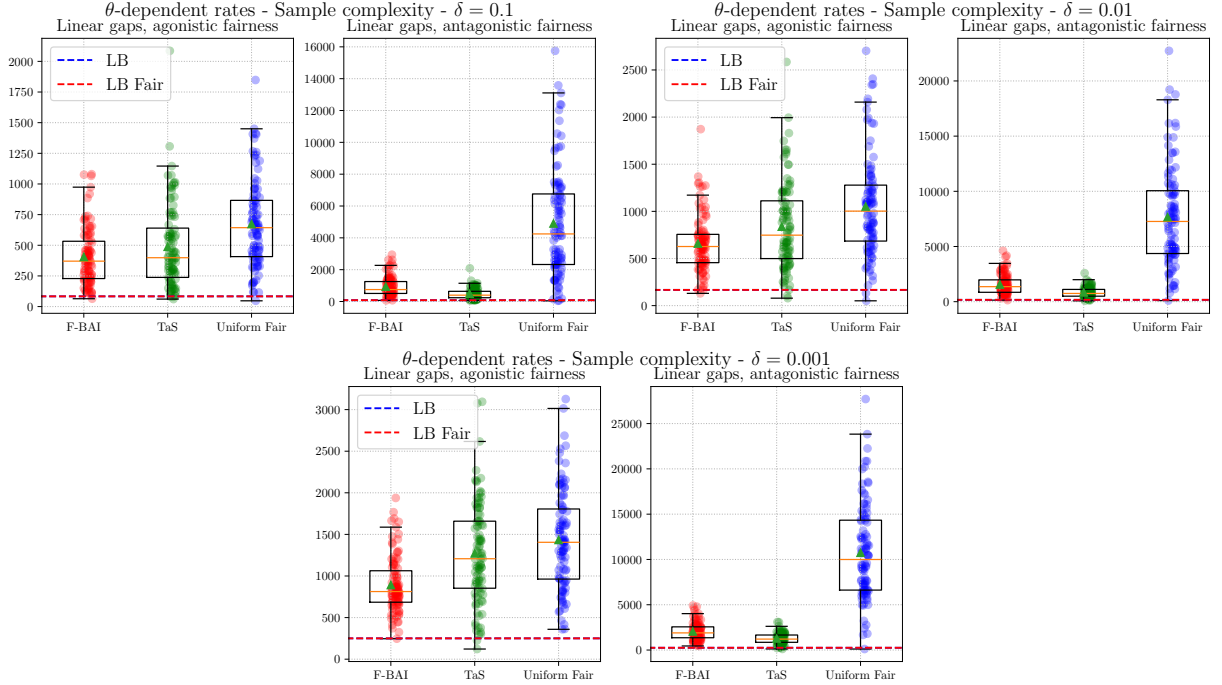 θ-dependent rates - Sample complexity - δ = 0.1
Linear gaps, agonistic fairness
2000
1750
1500
1250
1000
750
500
250
0
LB
LB Fair
F-BAI
TaS
Uniform Fair
Linear gaps, antagonistic fairness
16000
14000
12000
10000
8000
6000
4000
2000
0
F-BAI
TaS
Uniform Fair
θ-dependent rates - Sample complexity - δ = 0.01
Linear gaps, agonistic fairness
2500
2000
1500
1000
500
0
LB
LB Fair
F-BAI
TaS
Uniform Fair
Linear gaps, antagonistic fairness
20000
15000
10000
5000
0
F-BAI
TaS
Uniform Fair
θ-dependent rates - Sample complexity - δ = 0.001
Linear gaps, agonistic fairness
3000
2500
2000
1500
1000
500
0
LB
LB Fair
F-BAI
TaS
Uniform Fair
Linear gaps, antagonistic fairness
25000
20000
15000
10000
5000
0
F-BAI
TaS
Uniform Fair